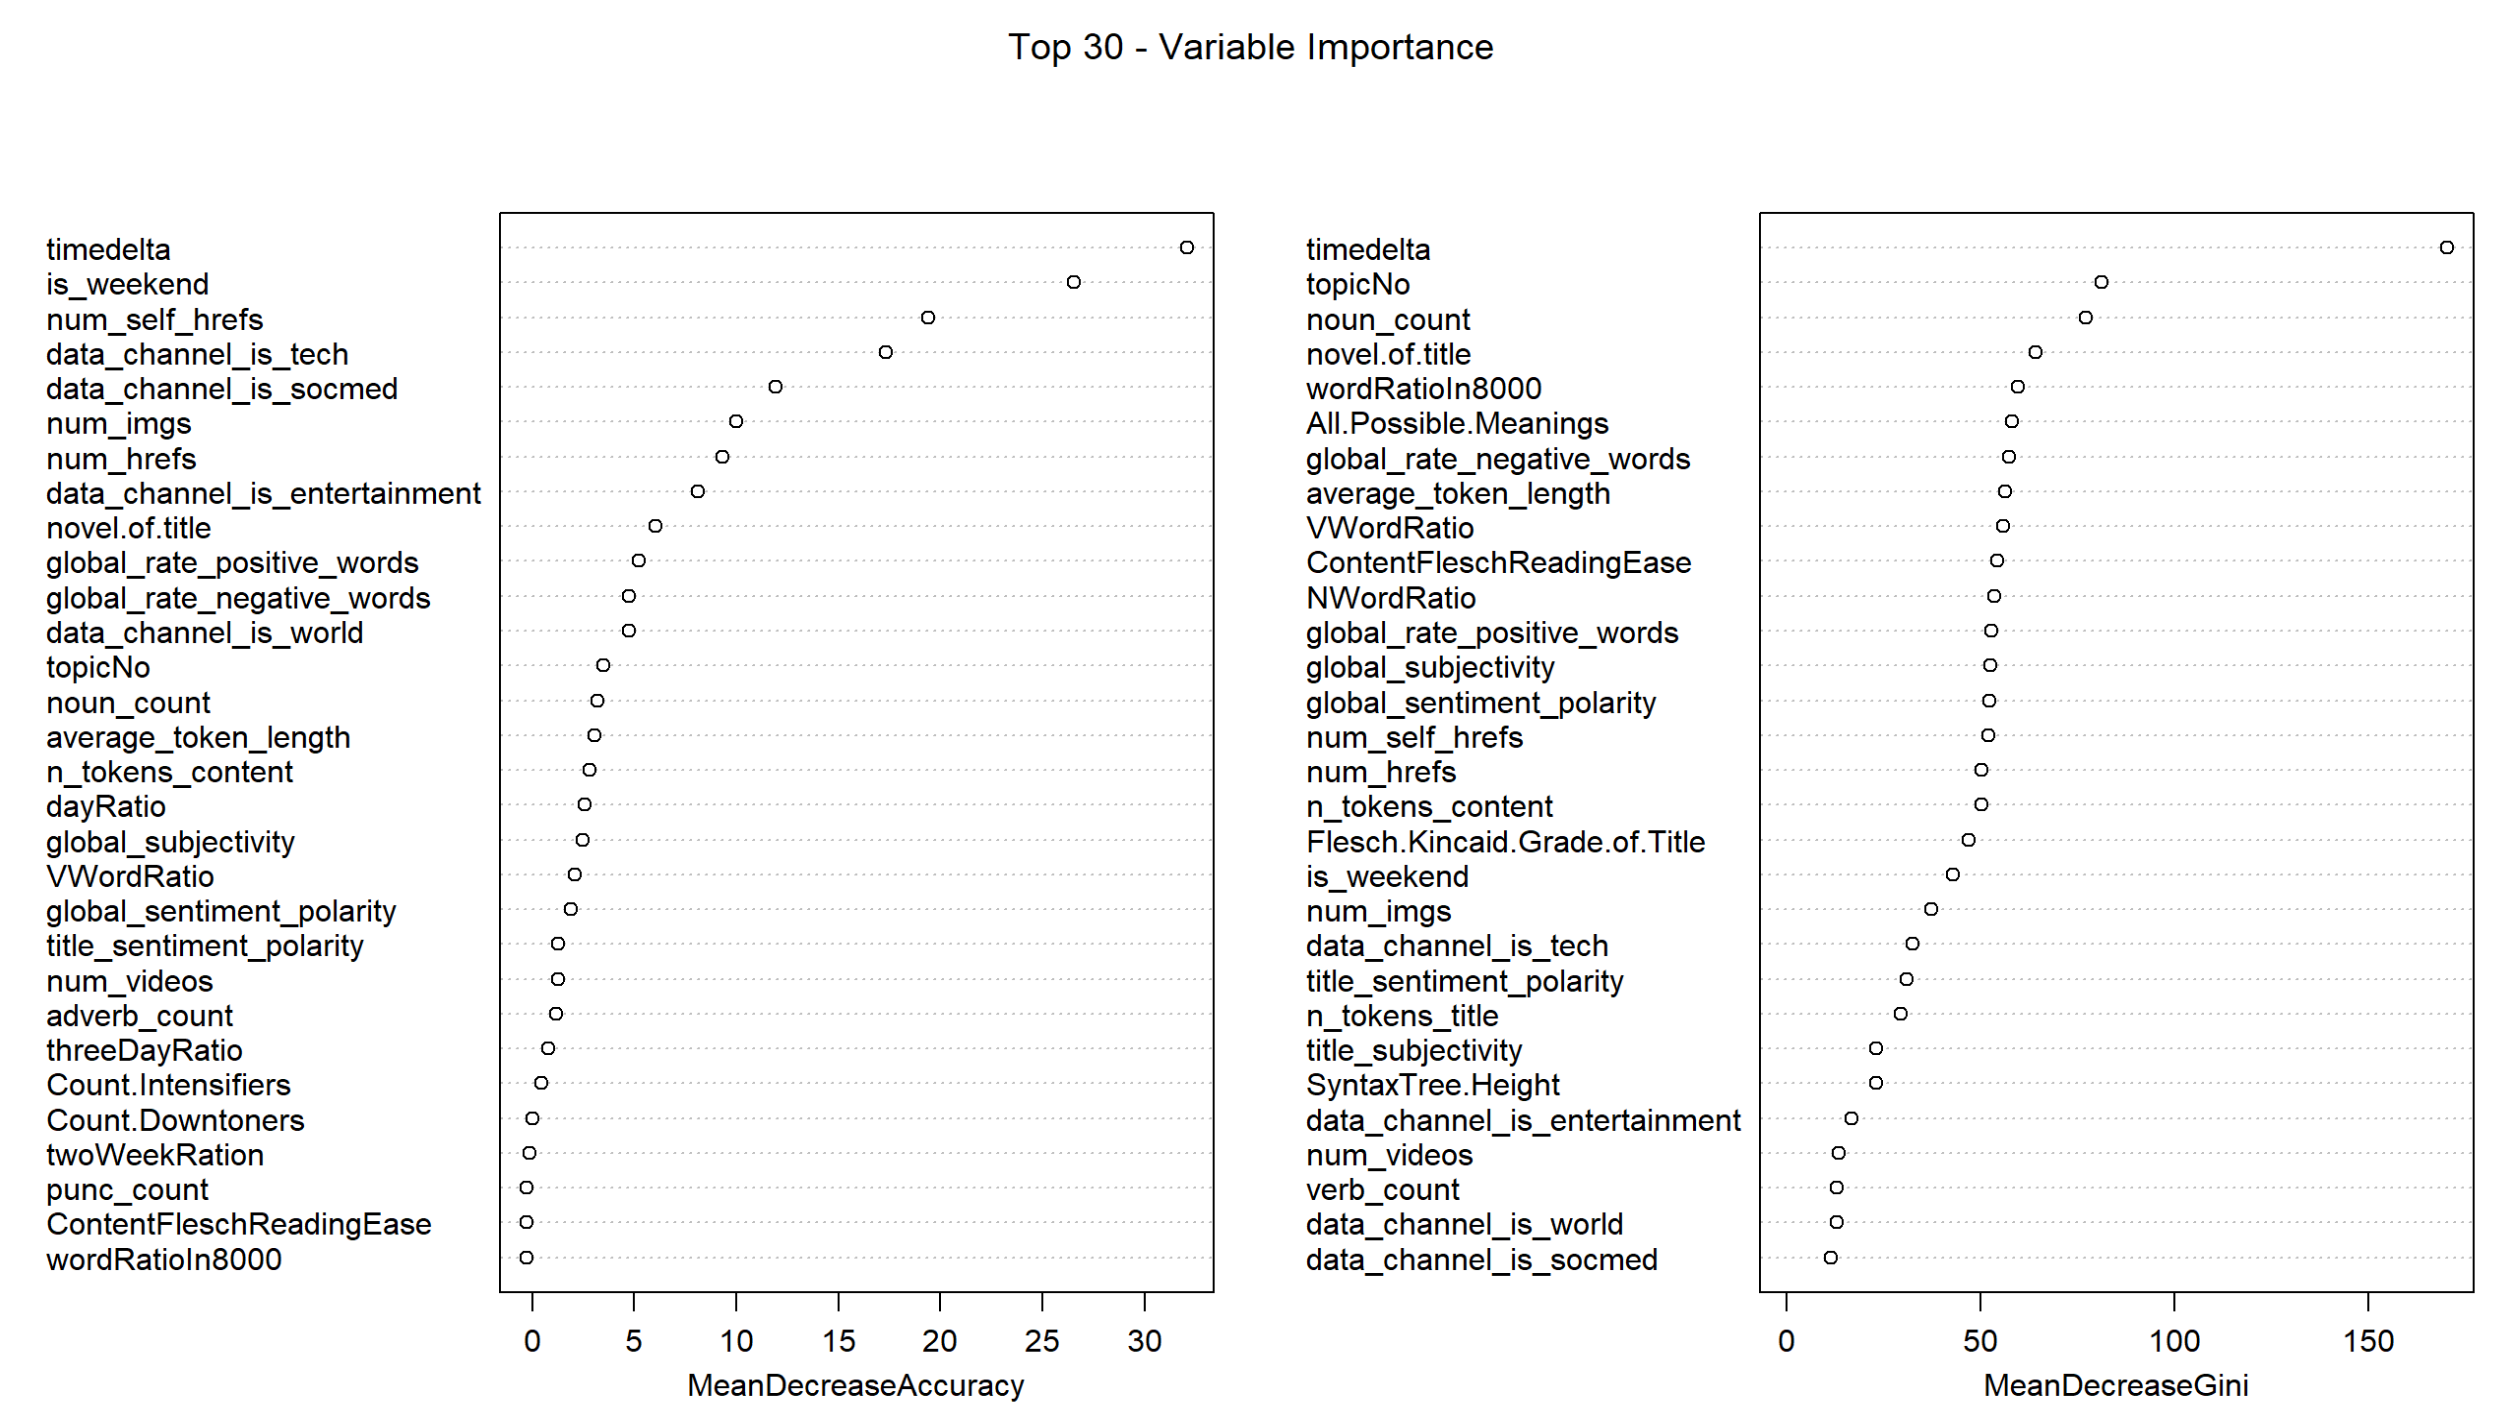 Top 30 - Variable Importance
timedelta
is_weekend
num_self_hrefs
data_channel_is_tech
data_channel_is_socmed
num_imgs
num_hrefs
data_channel_is_entertainment
novel.of.title
global_rate_positive_words
global_rate_negative_words
data_channel_is_world
topicNo
noun_count
average_token_length
n_tokens_content
dayRatio
global_subjectivity
VWordRatio
global_sentiment_polarity
title_sentiment_polarity
num_videos
adverb_count
threeDayRatio
Count.Intensifiers
Count.Downtoners
twoWeekRation
punc_count
ContentFleschReadingEase
wordRatioIn8000
0 5 10 15 20 25 30
MeanDecreaseAccuracy
timedelta
topicNo
noun_count
novel.of.title
wordRatioIn8000
All.Possible.Meanings
global_rate_negative_words
average_token_length
VWordRatio
ContentFleschReadingEase
NWordRatio
global_rate_positive_words
global_subjectivity
global_sentiment_polarity
num_self_hrefs
num_hrefs
n_tokens_content
Flesch.Kincaid.Grade.of.Title
is_weekend
num_imgs
data_channel_is_tech
title_sentiment_polarity
n_tokens_title
title_subjectivity
SyntaxTree.Height
data_channel_is_entertainment
num_videos
verb_count
data_channel_is_world
data_channel_is_socmed
0 50 100 150
MeanDecreaseGini